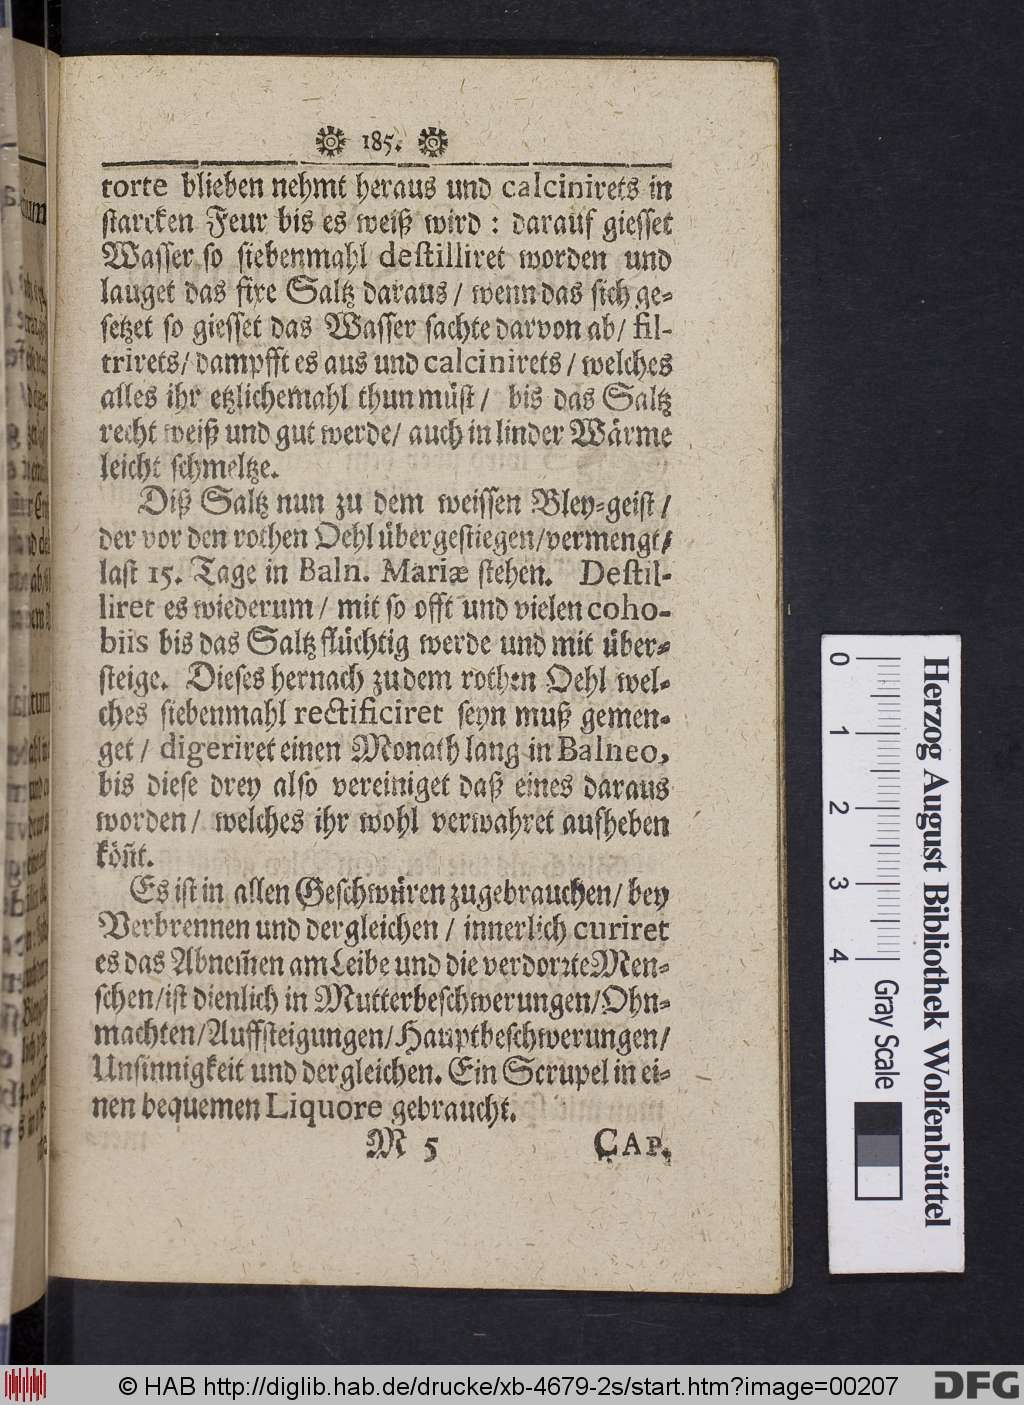 185.
torte blieben nehmt heraus und calcinirets in
starcken Feur bis es weiß wird : darauf giesset
Wasser so siebenmahl destilliret worden und
lauget das fixe Saltz daraus / wenn das sich ge-
setzet so giesset das Wasser sachte darvon ab/ fil-
trirets/ dampfft es aus und calcinirets / welches
alles ihr etzlichemahl thun müst / bis das Saltz
recht weiß und gut werde/ auch in linder Wärme
leicht schmeltze.
Diß Saltz nun zu dem weissen Bley-geist /
der vor den rothen Oehl übergestiegen/vermengt/
last 15. Tage in Baln. Mariæ stehen. Destil-
liret es wiederum / mit so offt und vielen coho-
biis bis das Saltz flüchtig werde und mit über-
steige. Dieses hernach zu dem rothen Oehl wel-
ches siebenmahl rectificiret seyn muß gemen-
get / digeriret einen Monath lang in Balneo,
bis diese drey also vereiniget daß eines daraus
worden / welches ihr wohl verwahret aufheben
kön̄t.
Es ist in allen Geschwüren zugebrauchen/ bey
Verbrennen und dergleichen / innerlich curiret
es das Abnem̄en am Leibe und die verdorrte Men-
schen/ist dienlich in Mutterbeschwerungen/Ohn-
machten/Auffsteigungen/Hauptbeschwerungen/
Unsinnigkeit und dergleichen. Ein Scrupel in ei-
nen bequemen Liquore gebraucht.
M 5 CAP.
0 1 2 3 4 Gray Scale
Herzog August Bibliothek Wolfenbüttel
© HAB http://diglib.hab.de/drucke/xb-4679-2s/start.htm?image=00207
DFG